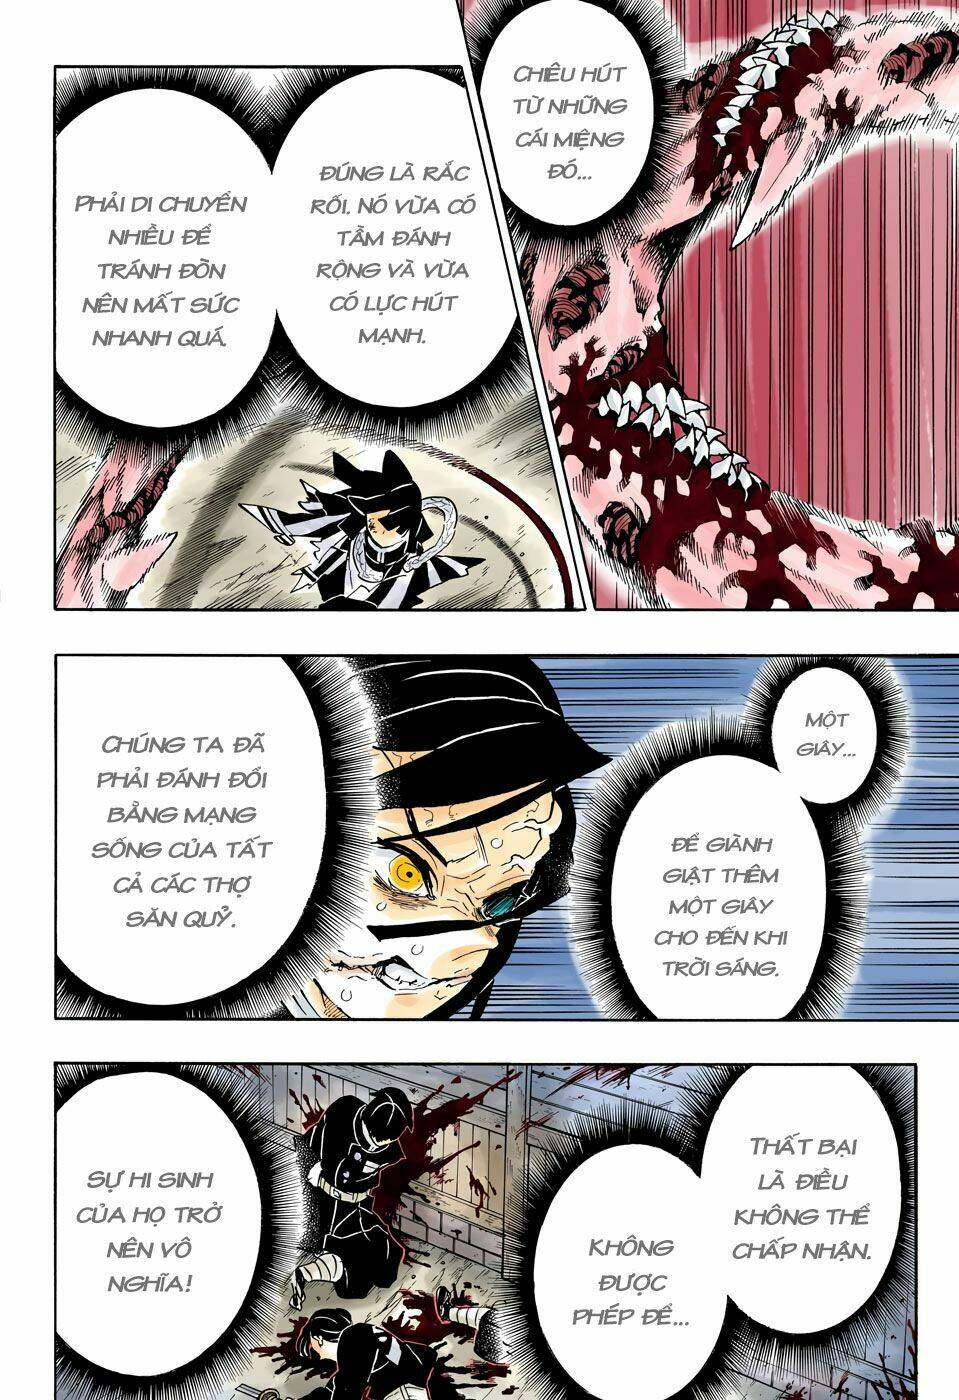 CHIÊU HÚT
TỪ NHỮNG
CÁI MIỆNG
ĐÓ...
ĐÚNG LÀ RẮC
RỐI. NÓ VỪA CÓ
TẦM ĐÁNH
RỘNG VÀ VỪA
CÓ LỰC HÚT
MẠNH.
PHẢI DI CHUYỂN
NHIỀU ĐỂ
TRÁNH ĐÒN
NÊN MẤT SỨC
NHANH QUÁ.
MỘT
GIÂY...
ĐỂ GIÀNH
GIẬT THÊM
MỘT GIÂY
CHO ĐẾN KHI
TRỜI SÁNG.
CHÚNG TA ĐÃ
PHẢI ĐÁNH ĐỔI
BẰNG MẠNG
SỐNG CỦA TẤT
CẢ CÁC THỢ
SĂN QUỶ.
THẤT BẠI
LÀ ĐIỀU
KHÔNG THỂ
CHẤP NHẬN.
KHÔNG
ĐƯỢC
PHÉP ĐỂ...
SỰ HI SINH
CỦA HỌ TRỞ
NÊN VÔ
NGHĨA!